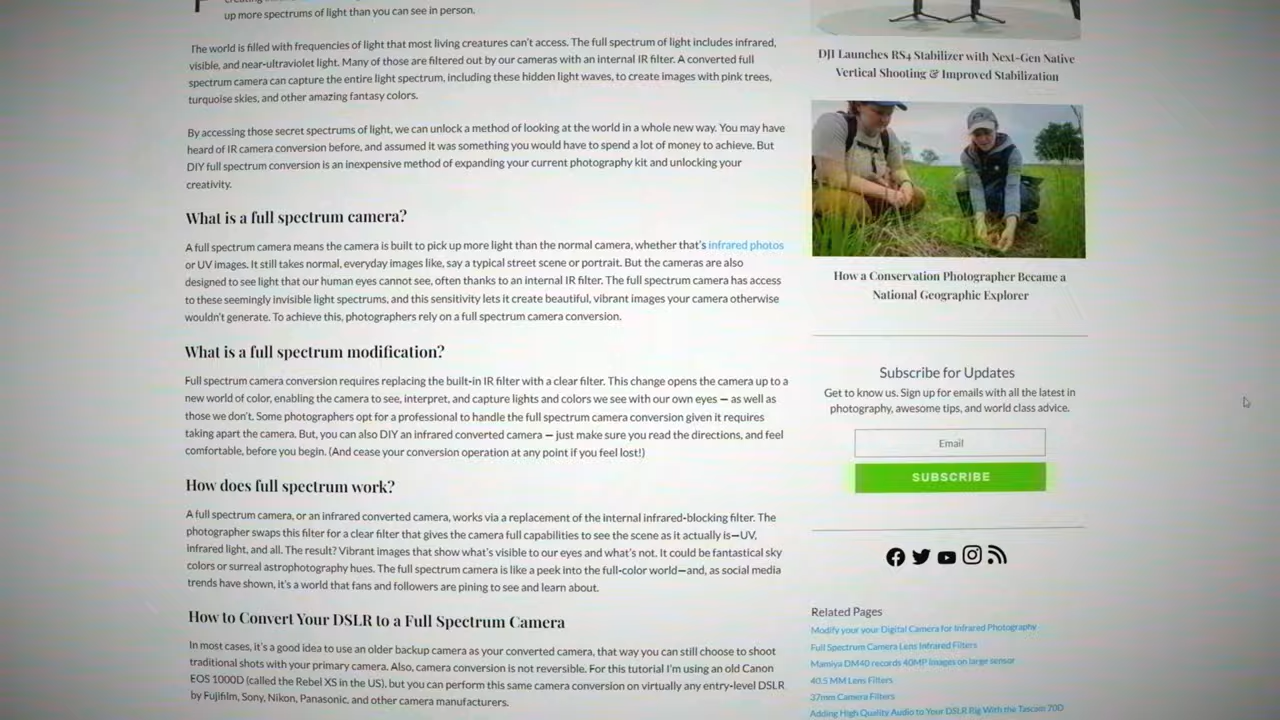 up more spectrums of light than you can see in person.
The world is filled with frequencies of light that most living creatures can't access. The full spectrum of light includes infrared,
visible, and near-ultraviolet light. Many of those are filtered out by our cameras with an internal IR filter. A converted full
spectrum camera can capture the entire light spectrum, including these hidden light waves, to create images with pink trees,
turquoise skies, and other amazing fantasy colors.
By accessing those secret spectrums of light, we can unlock a method of looking at the world in a whole new way. You may have
heard of IR camera conversion before, and assumed it was something you would have to spend a lot of money to achieve. But
DIY full spectrum conversion is an inexpensive method of expanding your current photography kit and unlocking your
creativity.
What is a full spectrum camera?
A full spectrum camera means the camera is built to pick up more light than the normal camera, whether that's infrared photos
or UV images. It still takes normal, everyday images like, say a typical street scene or portrait. But the cameras are also
designed to see light that our human eyes cannot see, often thanks to an internal IR filter. The full spectrum camera has access
to these seemingly invisible light spectrums, and this sensitivity lets it create beautiful, vibrant images your camera otherwise
wouldn't generate. To achieve this, photographers rely on a full spectrum camera conversion.
What is a full spectrum modification?
Full spectrum camera conversion requires replacing the built-in IR filter with a clear filter. This change opens the camera up to a
new world of color, enabling the camera to see, interpret, and capture lights and colors we see with our own eyes — as well as
those we don't. Some photographers opt for a professional to handle the full spectrum camera conversion given it requires
taking apart the camera. But, you can also DIY an infrared converted camera — just make sure you read the directions, and feel
comfortable, before you begin. (And cease your conversion operation at any point if you feel lost!)
How does full spectrum work?
A full spectrum camera, or an infrared converted camera, works via a replacement of the internal infrared-blocking filter. The
photographer swaps this filter for a clear filter that gives the camera full capabilities to see the scene as it actually is—UV,
infrared light, and all. The result? Vibrant images that show what's visible to our eyes and what's not. It could be fantastical sky
colors or surreal astrophotography hues. The full spectrum camera is like a peek into the full-color world—and, as social media
trends have shown, it's a world that fans and followers are pining to see and learn about.
How to Convert Your DSLR to a Full Spectrum Camera
In most cases, it's a good idea to use an older backup camera as your converted camera, that way you can still choose to shoot
traditional shots with your primary camera. Also, camera conversion is not reversible. For this tutorial I'm using an old Canon
EOS 1000D (called the Rebel XS in the US), but you can perform this same camera conversion on virtually any entry-level DSLR
by Fujifilm, Sony, Nikon, Panasonic, and other camera manufacturers.
DJI Launches RS4 Stabilizer with Next-Gen Native
Vertical Shooting & Improved Stabilization
How a Conservation Photographer Became a
National Geographic Explorer
Subscribe for Updates
Get to know us. Sign up for emails with all the latest in
photography, awesome tips, and world class advice.
Email
SUBSCRIBE
Related Pages
Modify your your Digital Camera for Infrared Photography
Full Spectrum Camera Lens Infrared Filters
Mamiya DM40 records 40MP images on large sensor
40.5 MM Lens Filters
37mm Camera Filters
Adding High Quality Audio to Your DSLR Rig With the Tascam 70D